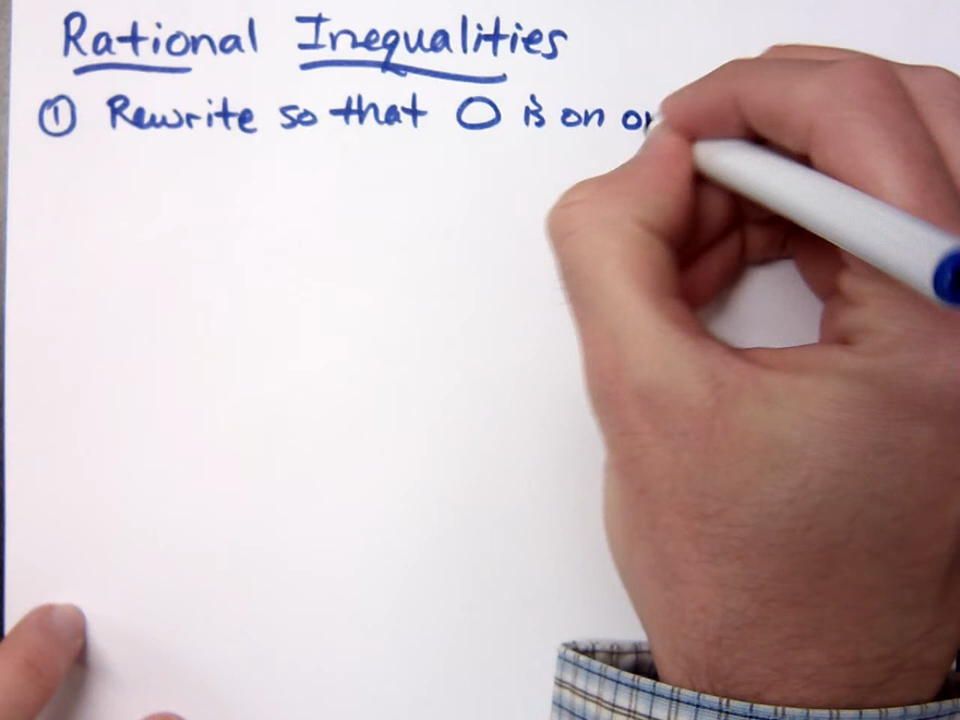 Rational Inequalities
① Rewrite so that 0 is on